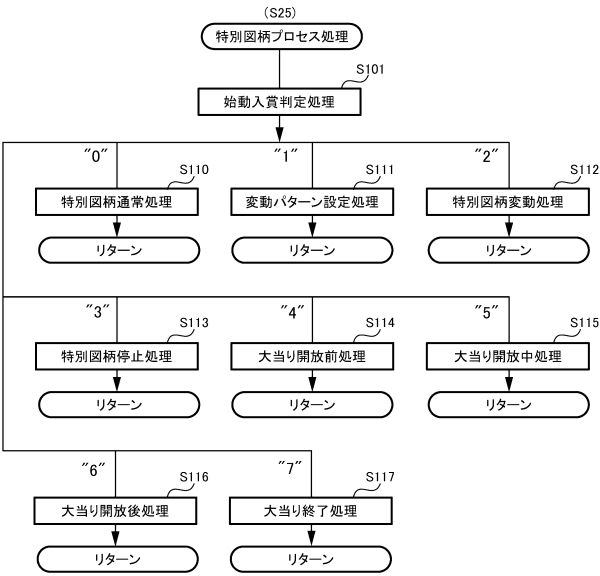 (S25)
特別図柄プロセス処理
S101
始動入賞判定処理
"0" "1" "2"
S110 S111 S112
特別図柄通常処理 変動パターン設定処理 特別図柄変動処理
リターン リターン リターン
"3" "4" "5"
S113 S114 S115
特別図柄停止処理 大当り開放前処理 大当り開放中処理
リターン リターン リターン
"6" "7"
S116 S117
大当り開放後処理 大当り終了処理
リターン リターン